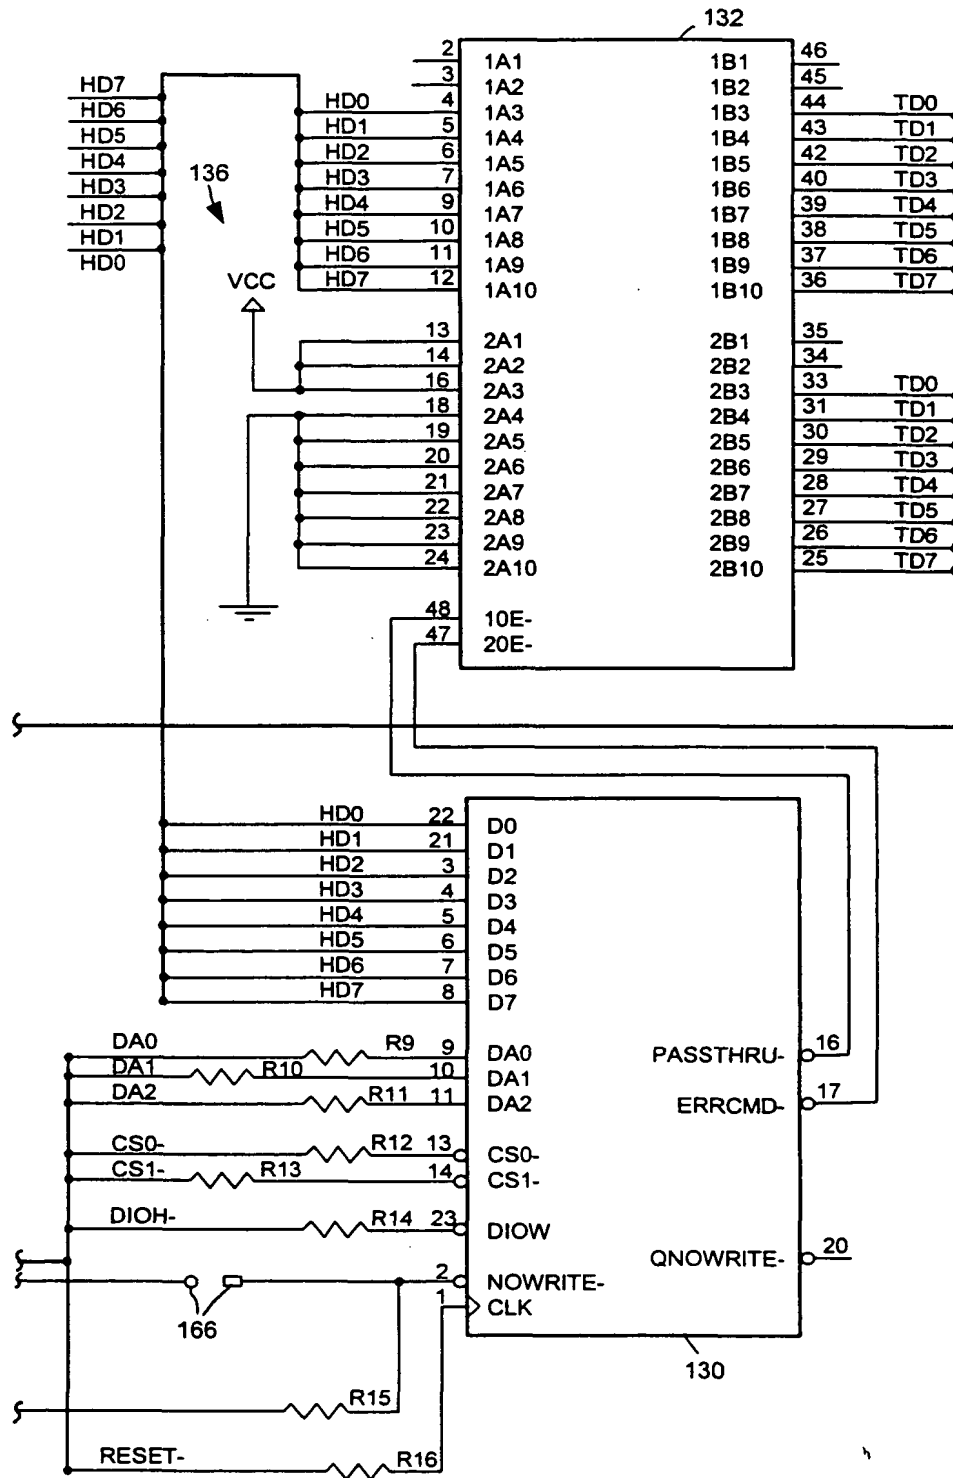 132
HD7
HD6
HD5
HD4
HD3
HD2
HD1
HD0
136
VCC
2 1A1 1B1 46
3 1A2 1B2 45
HD0 4 1A3 1B3 44 TD0
HD1 5 1A4 1B4 43 TD1
HD2 6 1A5 1B5 42 TD2
HD3 7 1A6 1B6 40 TD3
HD4 9 1A7 1B7 39 TD4
HD5 10 1A8 1B8 38 TD5
HD6 11 1A9 1B9 37 TD6
HD7 12 1A10 1B10 36 TD7
13 2A1 2B1 35
14 2A2 2B2 34
16 2A3 2B3 33 TD0
18 2A4 2B4 31 TD1
19 2A5 2B5 30 TD2
20 2A6 2B6 29 TD3
21 2A7 2B7 28 TD4
22 2A8 2B8 27 TD5
23 2A9 2B9 26 TD6
24 2A10 2B10 25 TD7
48 10E-
47 20E-
HD0 22 D0
HD1 21 D1
HD2 3 D2
HD3 4 D3
HD4 5 D4
HD5 6 D5
HD6 7 D6
HD7 8 D7
DA0 R9 9 DA0 PASSTHRU- 16
DA1 R10 10 DA1
DA2 R11 11 DA2 ERRCMD- 17
CS0- R12 13 CS0-
CS1- R13 14 CS1-
DIOH- R14 23 DIOW
QNOWRITE- 20
2 NOWRITE-
1 CLK
166
130
R15
RESET- R16